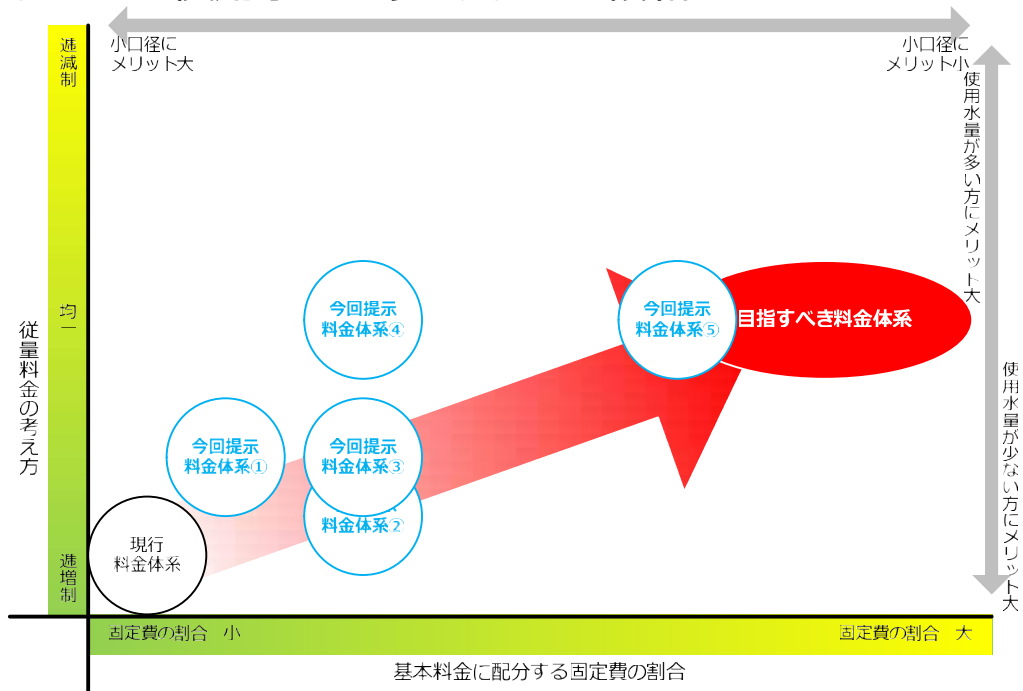 小口径に
メリット大
小口径に
メリット小
逓減制
均一
逓増制
従量料金の考え方
使用水量が多い方にメリット大
使用水量が少ない方にメリット大
今回提示
料金体系④
今回提示
料金体系⑤
目指すべき料金体系
今回提示
料金体系①
今回提示
料金体系③
料金体系②
現行
料金体系
固定費の割合 小
固定費の割合 大
基本料金に配分する固定費の割合